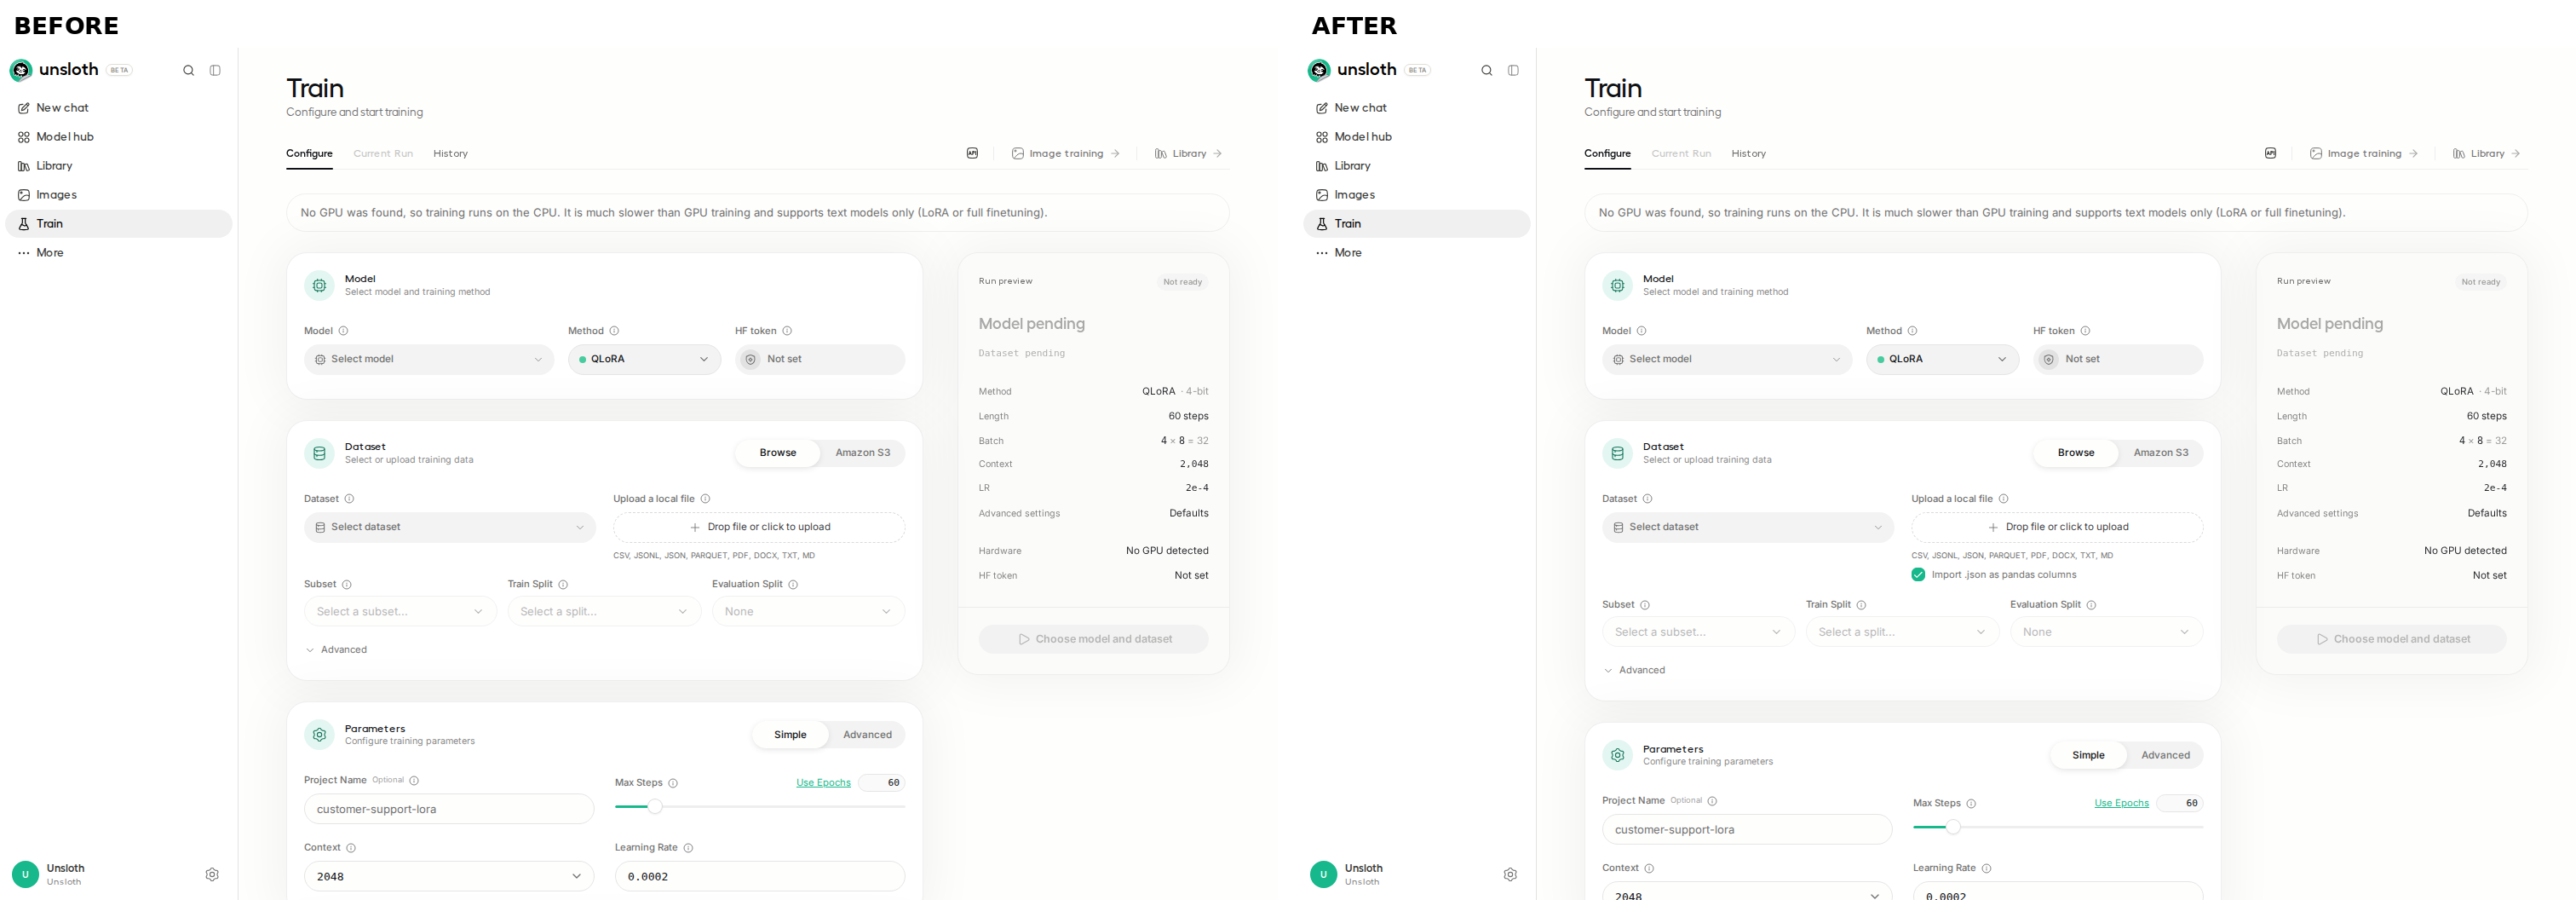 BEFORE
unsloth BETA
New chat
Model hub
Library
Images
Train
More
Unsloth
Unsloth
U
Train
Configure and start training
Configure Current Run History
API Image training Library
No GPU was found, so training runs on the CPU. It is much slower than GPU training and supports text models only (LoRA or full finetuning).
Model
Select model and training method
Model Method HF token
Select model QLoRA Not set
Dataset
Select or upload training data
Browse Amazon S3
Dataset Upload a local file
Select dataset Drop file or click to upload
CSV, JSONL, JSON, PARQUET, PDF, DOCX, TXT, MD
Subset Train Split Evaluation Split
Select a subset... Select a split... None
Advanced
Parameters
Configure training parameters
Simple Advanced
Project Name Optional Max Steps Use Epochs 60
customer-support-lora
Context Learning Rate
2048 0.0002
Run preview Not ready
Model pending
Dataset pending
Method QLoRA · 4-bit
Length 60 steps
Batch 4 × 8 = 32
Context 2,048
LR 2e-4
Advanced settings Defaults
Hardware No GPU detected
HF token Not set
Choose model and dataset
AFTER
unsloth BETA
New chat
Model hub
Library
Images
Train
More
Unsloth
Unsloth
U
Train
Configure and start training
Configure Current Run History
API Image training Library
No GPU was found, so training runs on the CPU. It is much slower than GPU training and supports text models only (LoRA or full finetuning).
Model
Select model and training method
Model Method HF token
Select model QLoRA Not set
Dataset
Select or upload training data
Browse Amazon S3
Dataset Upload a local file
Select dataset Drop file or click to upload
CSV, JSONL, JSON, PARQUET, PDF, DOCX, TXT, MD
Import .json as pandas columns
Subset Train Split Evaluation Split
Select a subset... Select a split... None
Advanced
Parameters
Configure training parameters
Simple Advanced
Project Name Optional Max Steps Use Epochs 60
customer-support-lora
Context Learning Rate
2048 0.0002
Run preview Not ready
Model pending
Dataset pending
Method QLoRA · 4-bit
Length 60 steps
Batch 4 × 8 = 32
Context 2,048
LR 2e-4
Advanced settings Defaults
Hardware No GPU detected
HF token Not set
Choose model and dataset